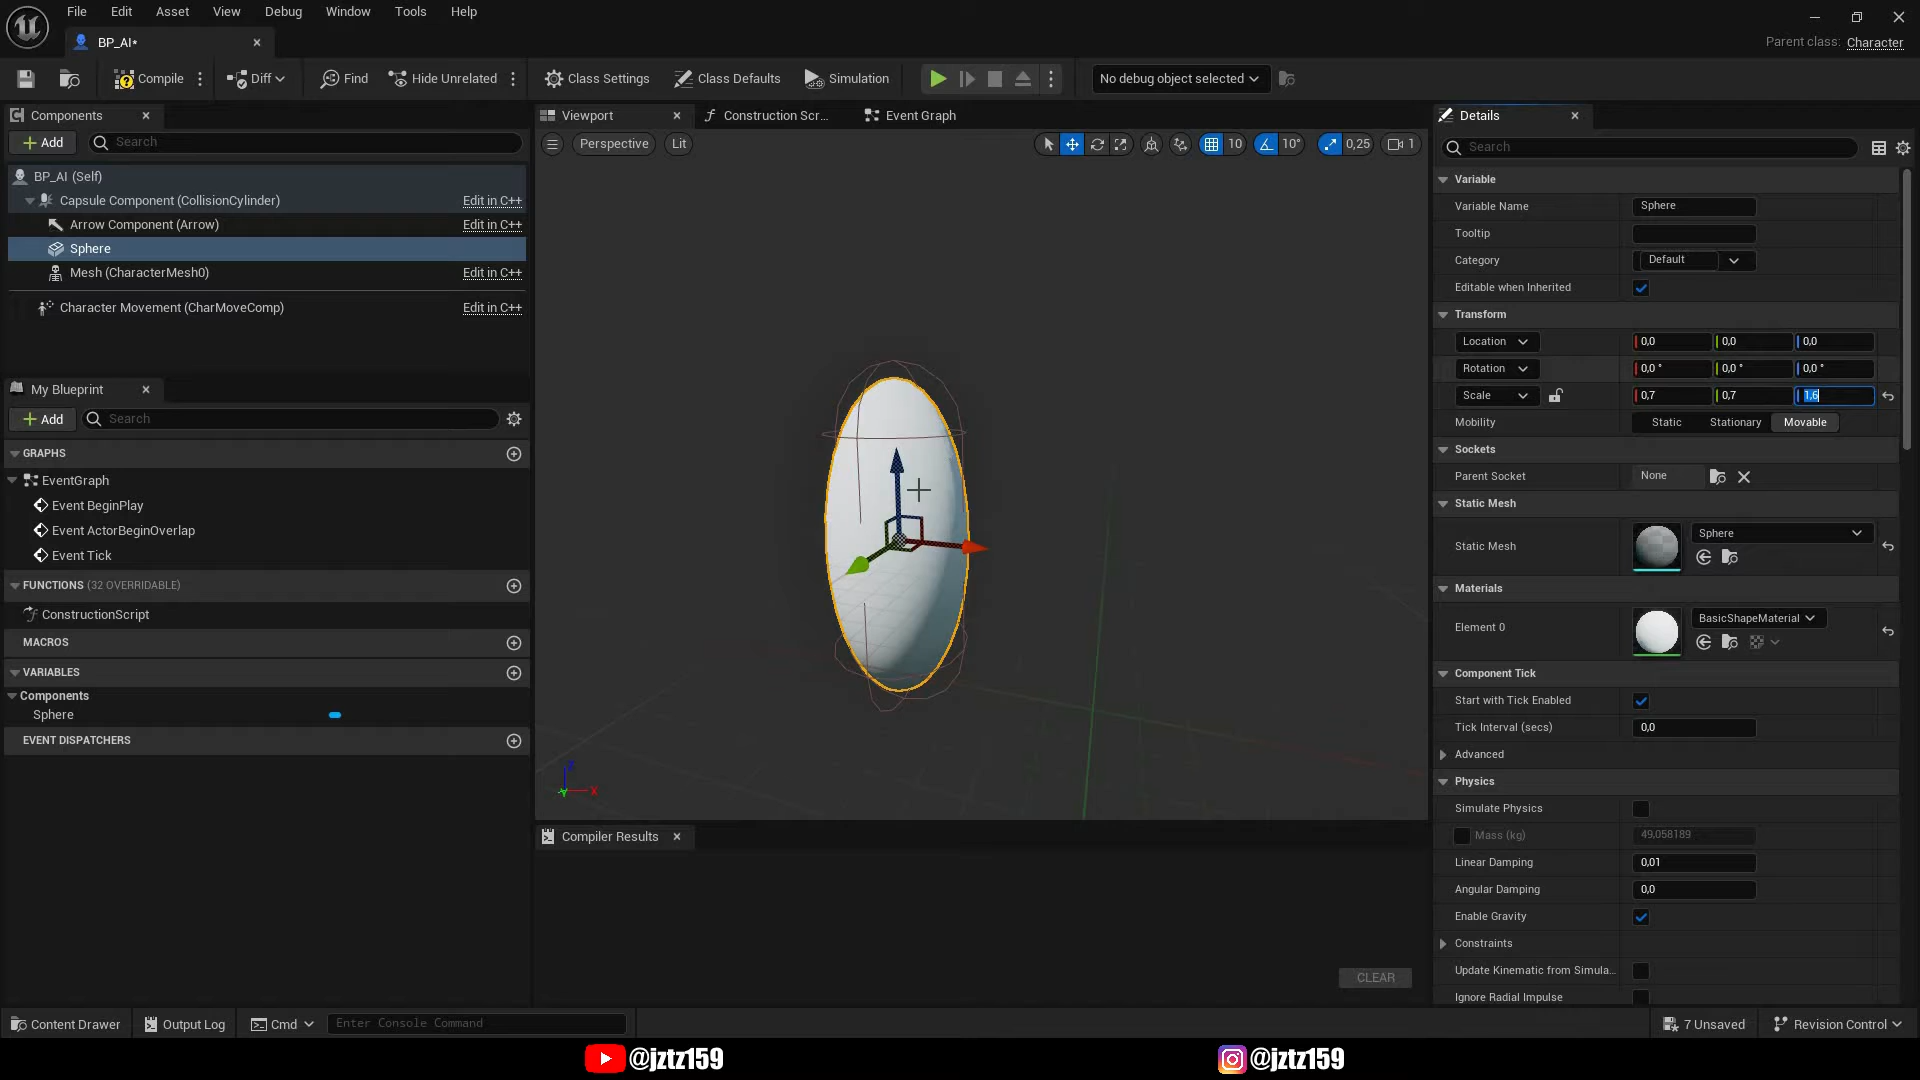 File Edit Asset View Debug Window Tools Help
BP_AI*
Parent class: Character
Compile Diff Find Hide Unrelated Class Settings Class Defaults Simulation No debug object selected
Components
Add Search
BP_AI (Self)
Capsule Component (CollisionCylinder) Edit in C++
Arrow Component (Arrow) Edit in C++
Sphere
Mesh (CharacterMesh0) Edit in C++
Character Movement (CharMoveComp) Edit in C++
My Blueprint
Add Search
GRAPHS
EventGraph
Event BeginPlay
Event ActorBeginOverlap
Event Tick
FUNCTIONS (32 OVERRIDABLE)
ConstructionScript
MACROS
VARIABLES
Components
Sphere
EVENT DISPATCHERS
Viewport Construction Scr... Event Graph
Perspective Lit 10 10° 0,25 1
Z
Y X
Compiler Results
CLEAR
Details
Search
Variable
Variable Name Sphere
Tooltip
Category Default
Editable when Inherited
Transform
Location 0,0 0,0 0,0
Rotation 0,0 ° 0,0 ° 0,0 °
Scale 0,7 0,7 1,6
Mobility Static Stationary Movable
Sockets
Parent Socket None
Static Mesh
Static Mesh Sphere
Materials
Element 0 BasicShapeMaterial
Component Tick
Start with Tick Enabled
Tick Interval (secs) 0,0
Advanced
Physics
Simulate Physics
Mass (kg) 49,058189
Linear Damping 0,01
Angular Damping 0,0
Enable Gravity
Constraints
Update Kinematic from Simula...
Ignore Radial Impulse
Content Drawer Output Log Cmd Enter Console Command 7 Unsaved Revision Control
@jztz159 @jztz159